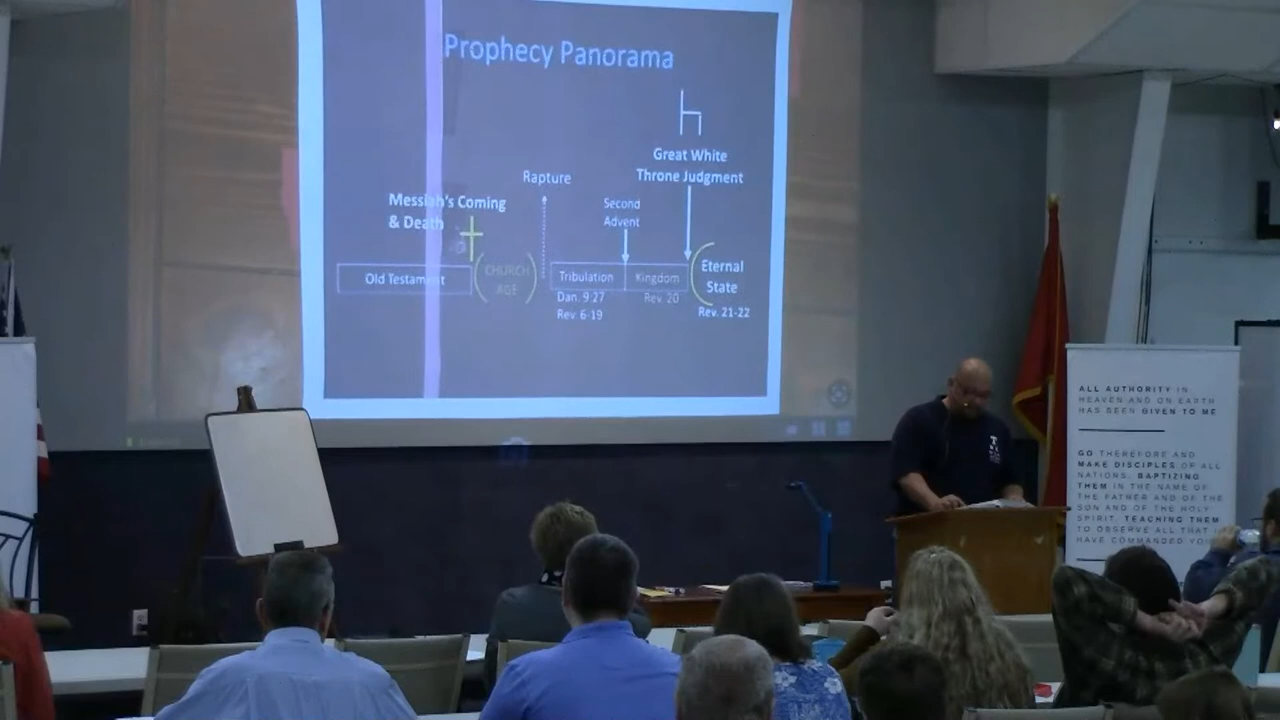 Prophecy Panorama
Great White
Throne Judgment
Rapture
Messiah's Coming
& Death
Second
Advent
Old Testament
CHURCH
AGE
Tribulation
Kingdom
Eternal
State
Dan. 9:27
Rev. 20
Rev 6-19
Rev. 21-22
ALL AUTHORITY IN
HEAVEN AND ON EARTH
HAS BEEN GIVEN TO ME
GO THEREFORE AND
MAKE DISCIPLES OF ALL
NATIONS, BAPTIZING
THEM IN THE NAME OF
THE FATHER AND OF THE
SON AND OF THE HOLY
SPIRIT, TEACHING THEM
TO OBSERVE ALL THAT I
HAVE COMMANDED YOU